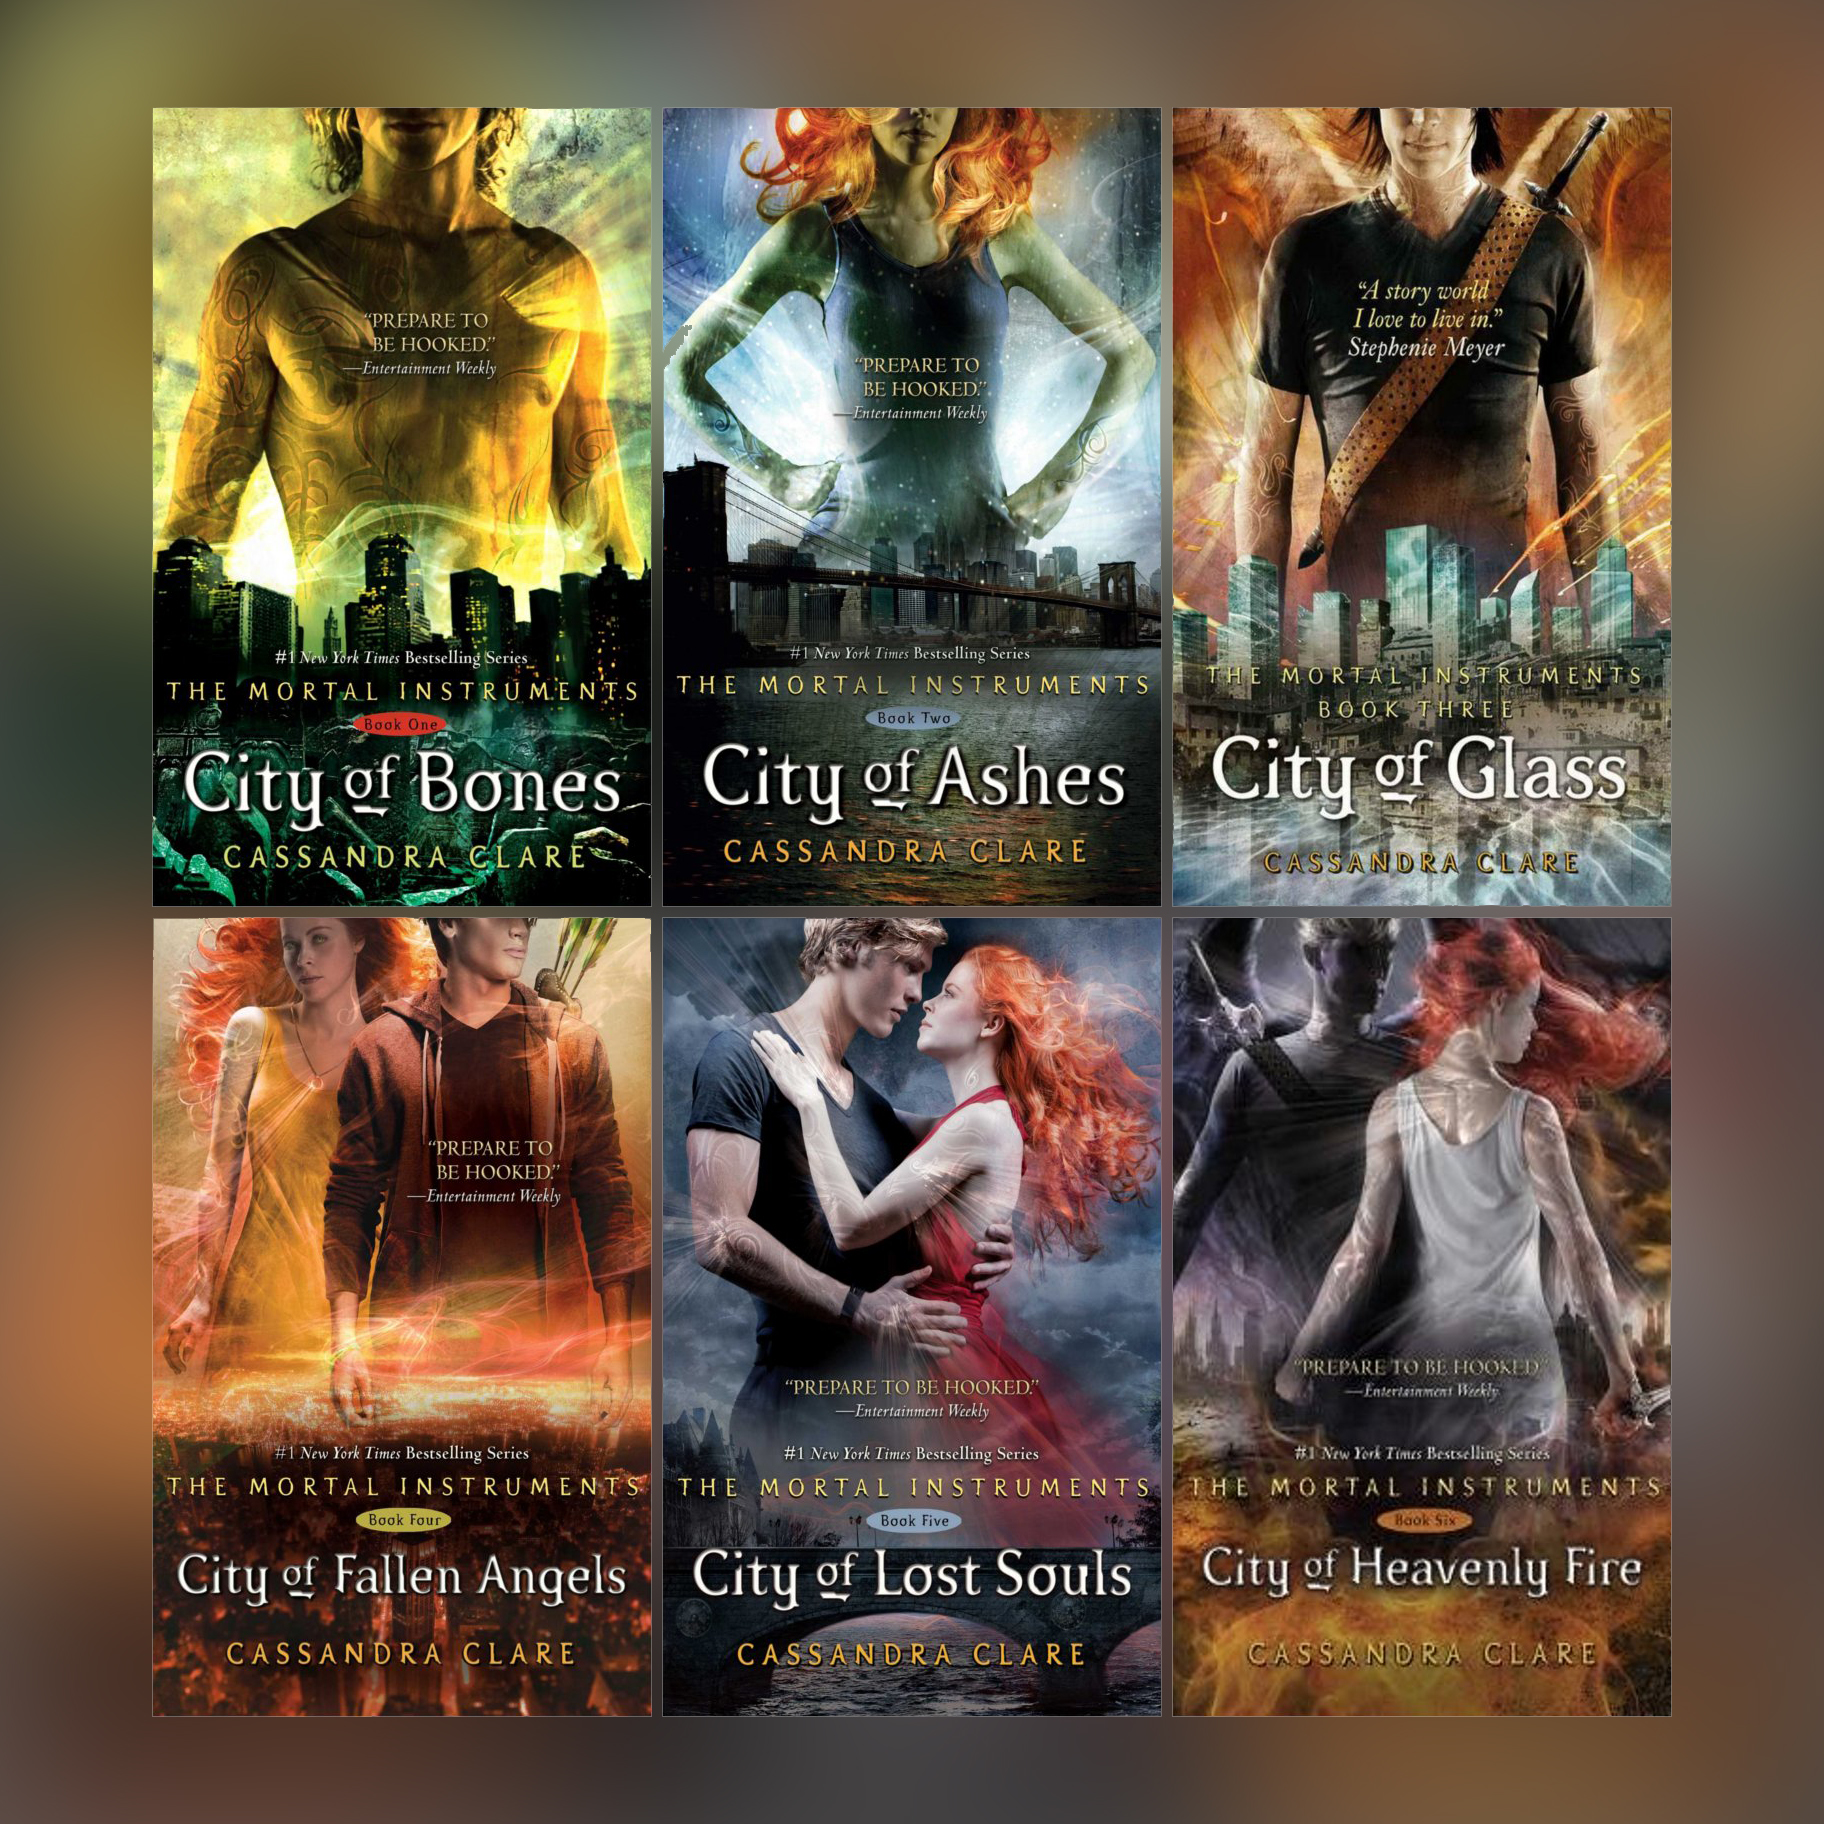 “PREPARE TO
BE HOOKED.”
—Entertainment Weekly
#1 New York Times Bestselling Series
THE MORTAL INSTRUMENTS
Book One
City of Bones
CASSANDRA CLARE
“PREPARE TO
BE HOOKED.”
—Entertainment Weekly
#1 New York Times Bestselling Series
THE MORTAL INSTRUMENTS
Book Two
City of Ashes
CASSANDRA CLARE
“A story world
I love to live in.”
Stephenie Meyer
THE MORTAL INSTRUMENTS
BOOK THREE
City of Glass
CASSANDRA CLARE
“PREPARE TO
BE HOOKED.”
—Entertainment Weekly
#1 New York Times Bestselling Series
THE MORTAL INSTRUMENTS
Book Four
City of Fallen Angels
CASSANDRA CLARE
“PREPARE TO BE HOOKED.”
—Entertainment Weekly
#1 New York Times Bestselling Series
THE MORTAL INSTRUMENTS
Book Five
City of Lost Souls
CASSANDRA CLARE
“PREPARE TO BE HOOKED.”
—Entertainment Weekly
#1 New York Times Bestselling Series
THE MORTAL INSTRUMENTS
Book Six
City of Heavenly Fire
CASSANDRA CLARE